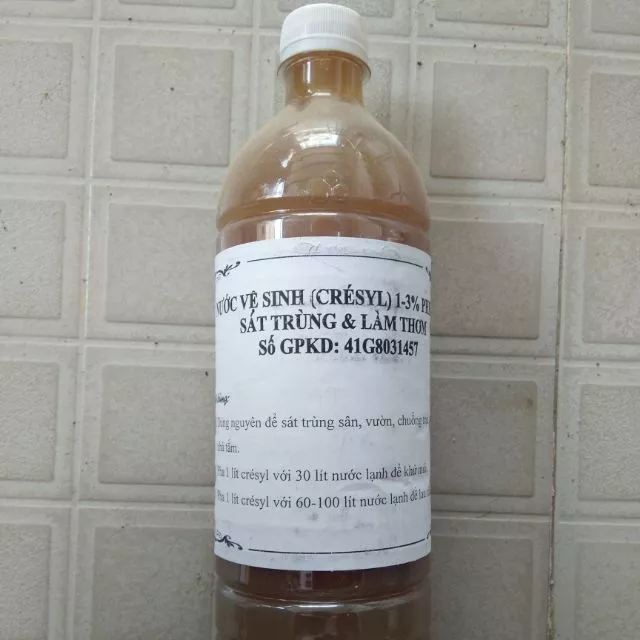 NƯỚC VỆ SINH (CRÉSYL) 1-3%
SÁT TRÙNG & LÀM THƠM
SỐ GPKD: 41G8031457
Dùng nguyên để sát trùng sân, vườn, chuồng
nhà tắm.
Pha 1 lít crésyl với 30 lít nước lạnh để khử
Pha 1 lít crésyl với 60-100 lít nước lạnh để